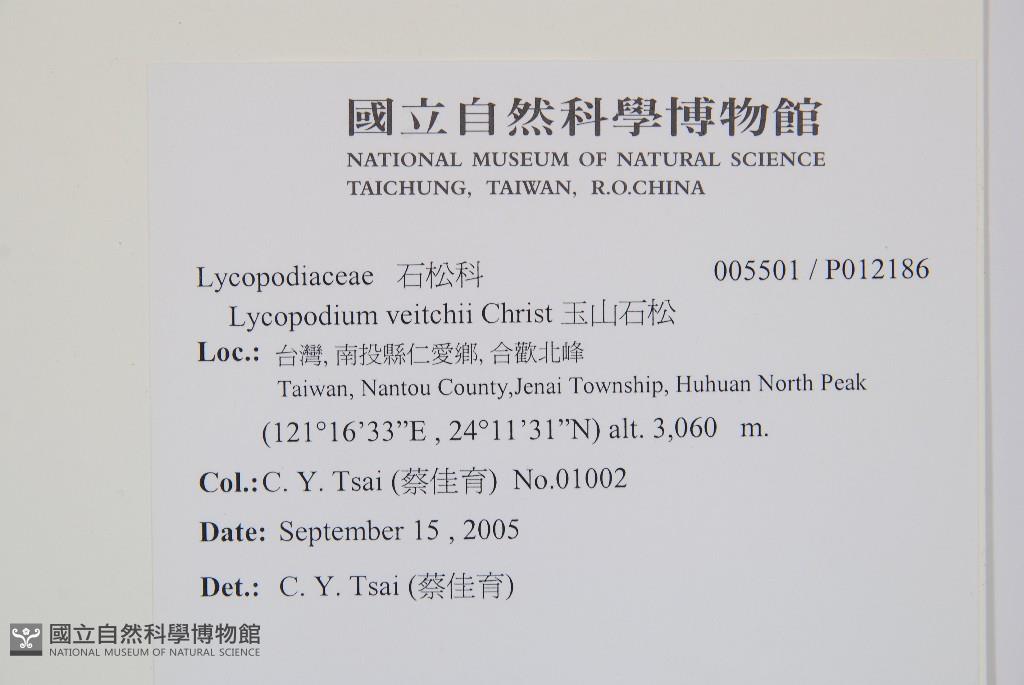 國立自然科學博物館
NATIONAL MUSEUM OF NATURAL SCIENCE
TAICHUNG, TAIWAN, R.O.CHINA
Lycopodiaceae 石松科 005501 / P012186
Lycopodium veitchii Christ 玉山石松
Loc.: 台灣, 南投縣仁愛鄉, 合歡北峰
Taiwan, Nantou County,Jenai Township, Huhuan North Peak
(121°16’33”E , 24°11’31”N) alt. 3,060 m.
Col.: C. Y. Tsai (蔡佳育) No.01002
Date: September 15 , 2005
Det.: C. Y. Tsai (蔡佳育)
國立自然科學博物館
NATIONAL MUSEUM OF NATURAL SCIENCE